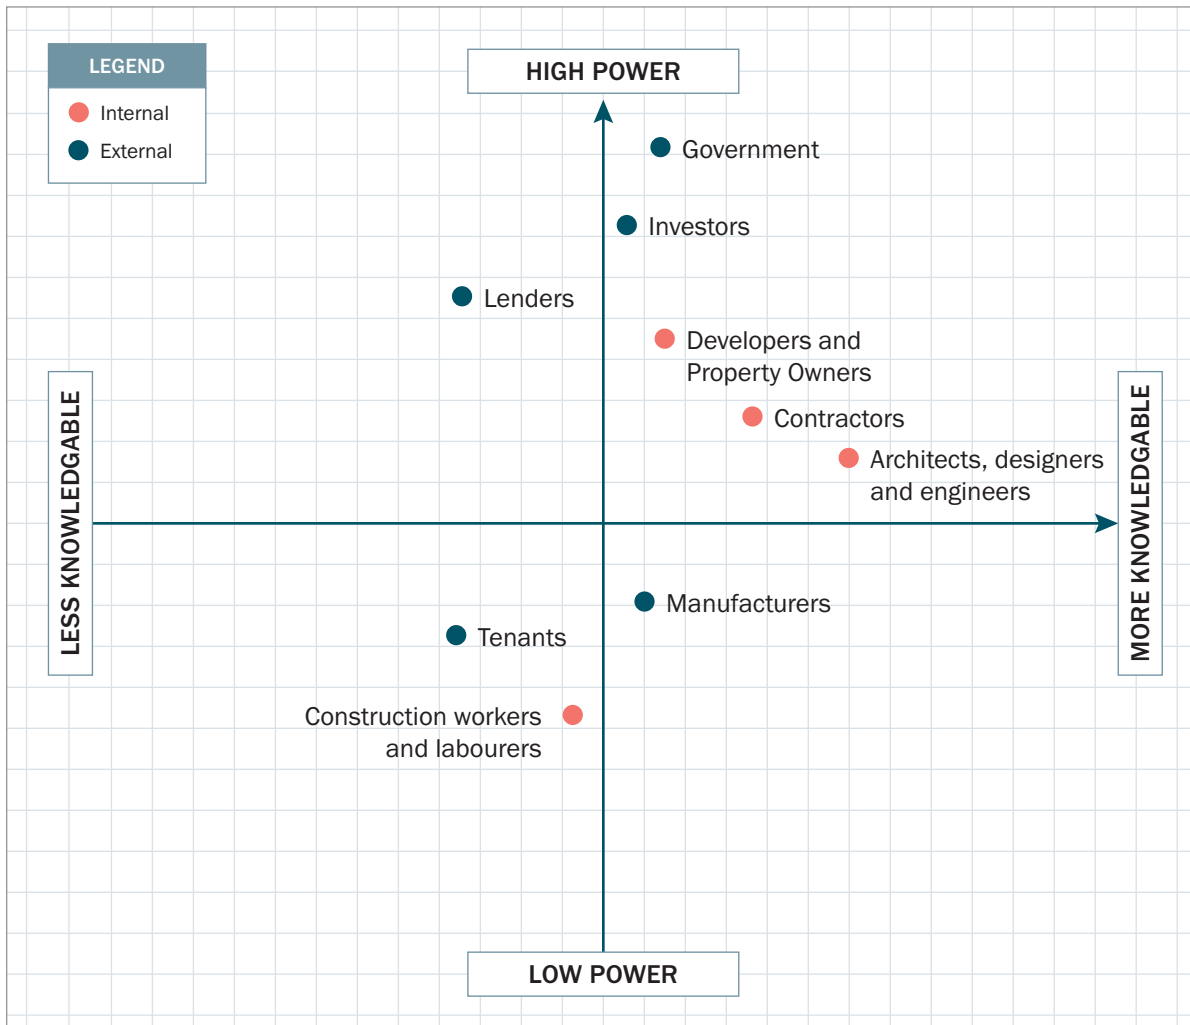 LEGEND
Internal
External
HIGH POWER
Government
Investors
Lenders
Developers and
Property Owners
Contractors
Architects, designers
and engineers
LESS KNOWLEDGABLE
MORE KNOWLEDGABLE
Manufacturers
Tenants
Construction workers
and labourers
LOW POWER